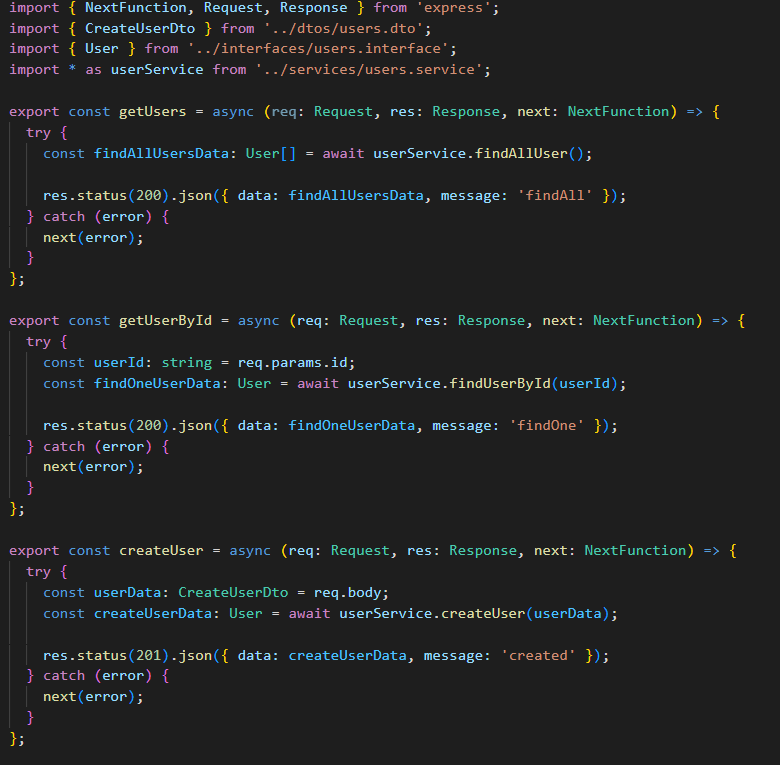 import { NextFunction, Request, Response } from 'express';
import { CreateUserDto } from '../dtos/users.dto';
import { User } from '../interfaces/users.interface';
import * as userService from '../services/users.service';

export const getUsers = async (req: Request, res: Response, next: NextFunction) => {
  try {
    const findAllUsersData: User[] = await userService.findAllUser();

    res.status(200).json({ data: findAllUsersData, message: 'findAll' });
  } catch (error) {
    next(error);
  }
};

export const getUserById = async (req: Request, res: Response, next: NextFunction) => {
  try {
    const userId: string = req.params.id;
    const findOneUserData: User = await userService.findUserById(userId);

    res.status(200).json({ data: findOneUserData, message: 'findOne' });
  } catch (error) {
    next(error);
  }
};

export const createUser = async (req: Request, res: Response, next: NextFunction) => {
  try {
    const userData: CreateUserDto = req.body;
    const createUserData: User = await userService.createUser(userData);

    res.status(201).json({ data: createUserData, message: 'created' });
  } catch (error) {
    next(error);
  }
};